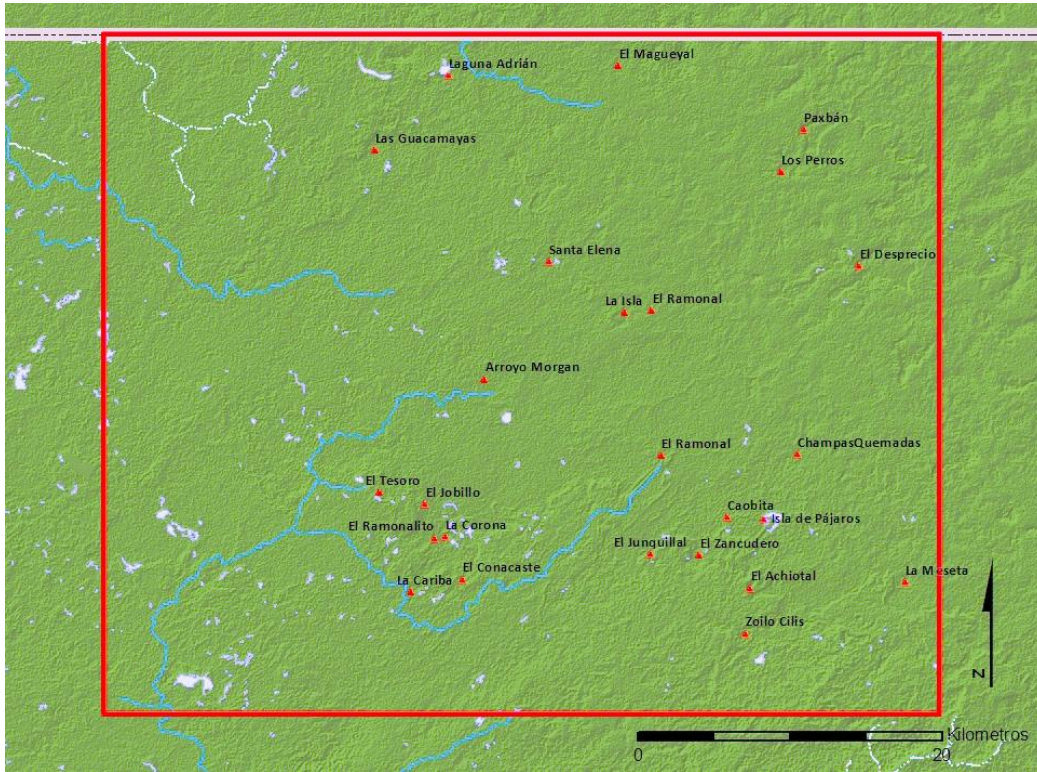 El Magueyal
Laguna Adrián
Paxbán
Las Guacamayas
Los Perros
Santa Elena
El Desprecio
La Isla
El Ramonal
Arroyo Morgan
El Ramonal
ChampasQuemadas
El Tesoro
El Jobillo
Caobita
Isla de Pájaros
El Ramonalito
La Corona
El Junquillal
El Zancudero
El Conacaste
La Cariba
El Achiotal
La Meseta
Zoilo Cilis
N
Kilometros
0
20